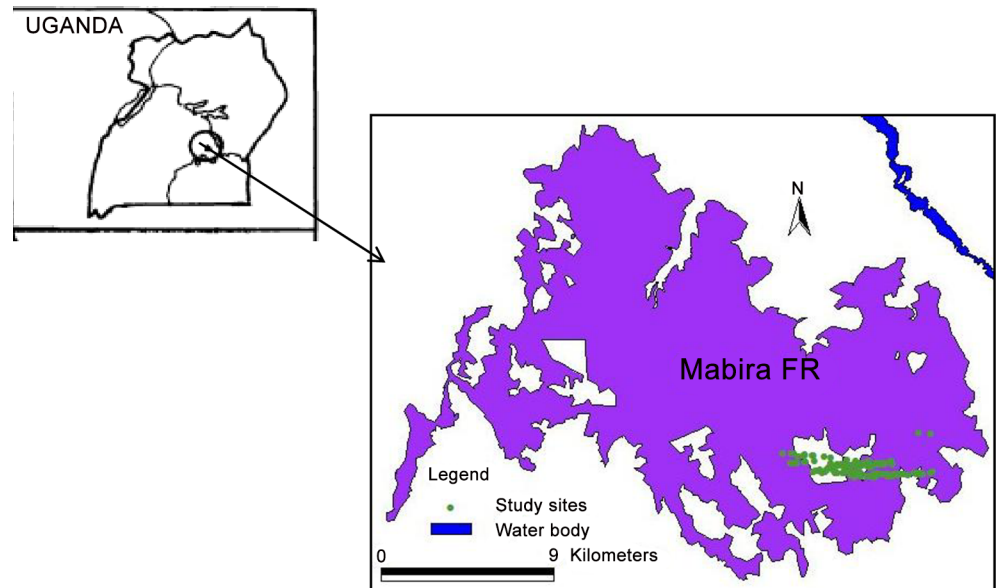 UGANDA
N
Mabira FR
Legend
Study sites
Water body
0 9 Kilometers